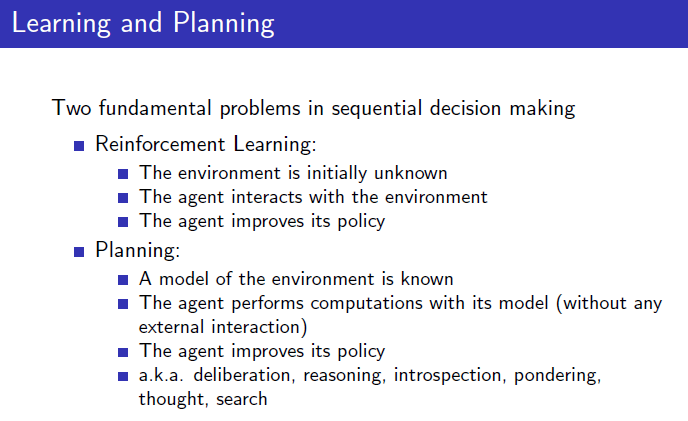 Learning and Planning
Two fundamental problems in sequential decision making
Reinforcement Learning:
The environment is initially unknown
The agent interacts with the environment
The agent improves its policy
Planning:
A model of the environment is known
The agent performs computations with its model (without any
external interaction)
The agent improves its policy
a.k.a. deliberation, reasoning, introspection, pondering,
thought, search